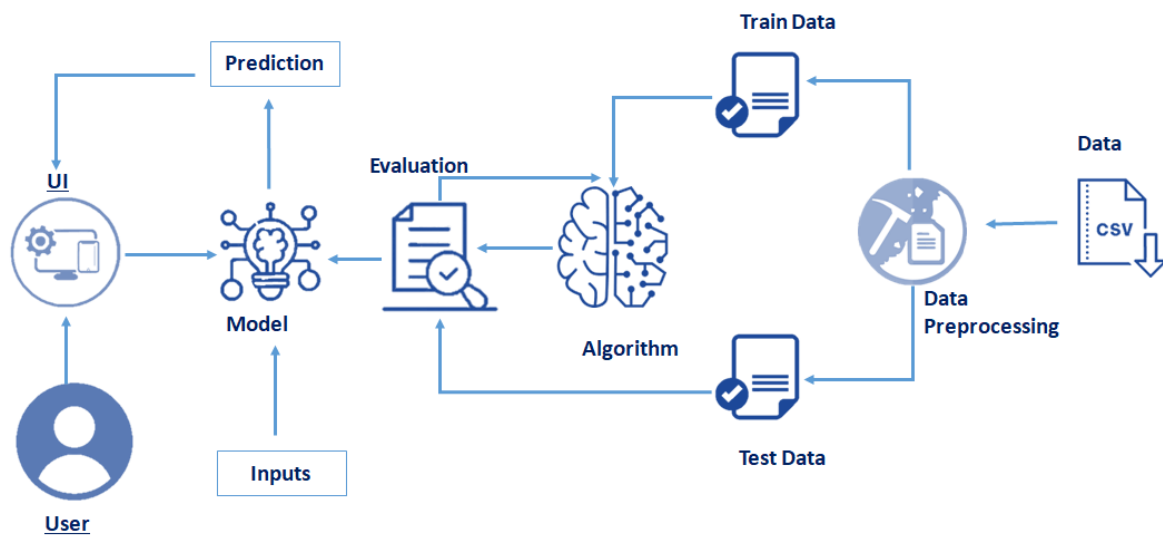 Train Data
Prediction
Data
Evaluation
UI
CSV
Data
Preprocessing
Model
Algorithm
Test Data
Inputs
User